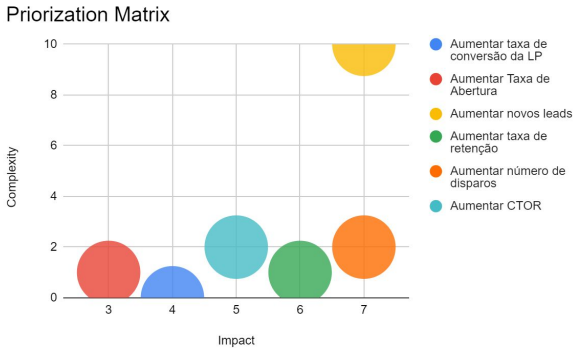 Priorization Matrix
Complexity
10
8
6
4
2
0
3 4 5 6 7
Impact
Aumentar taxa de
conversão da LP
Aumentar Taxa de
Abertura
Aumentar novos leads
Aumentar taxa de
retenção
Aumentar número de
disparos
Aumentar CTOR